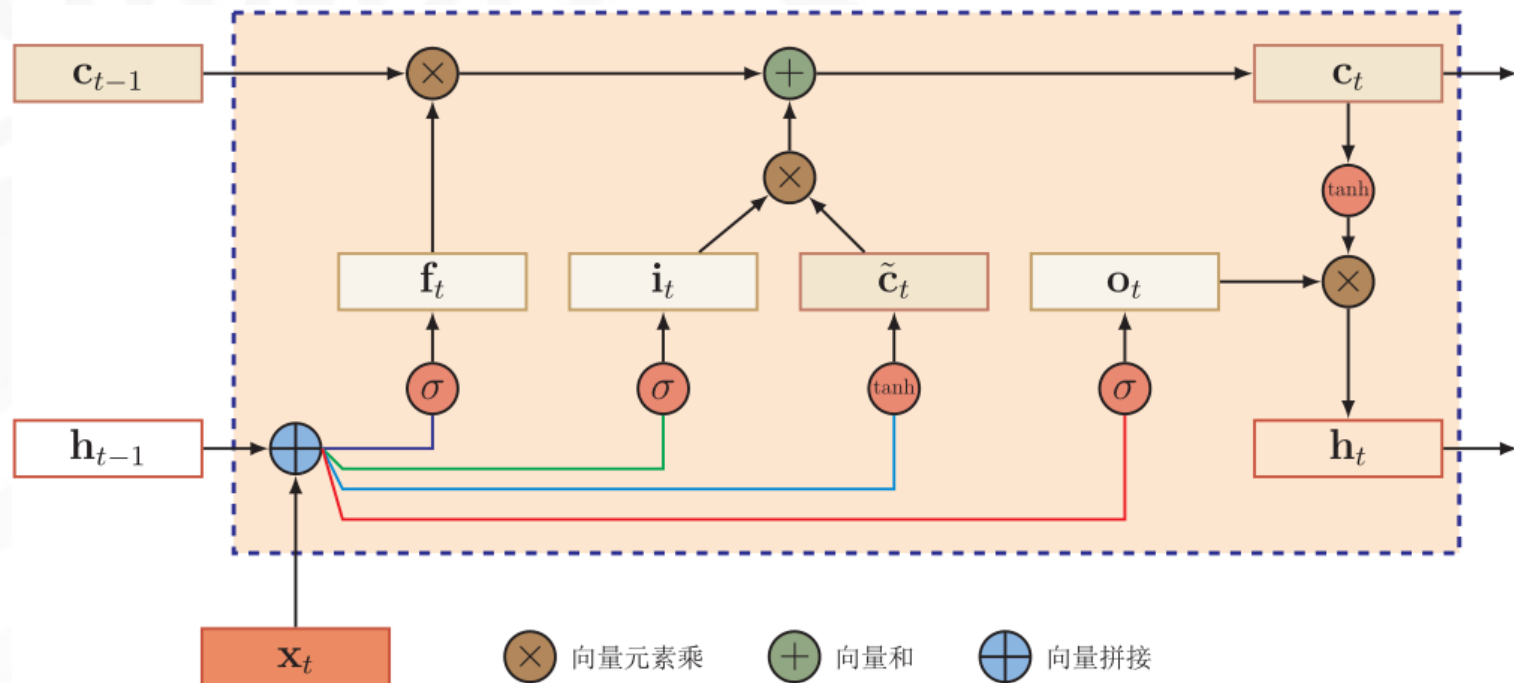 c_{t−1} × + c_t
× tanh
f_t i_t c̃_t o_t ×
σ σ tanh σ
h_{t−1} h_t
x_t × 向量元素乘 + 向量和 向量拼接